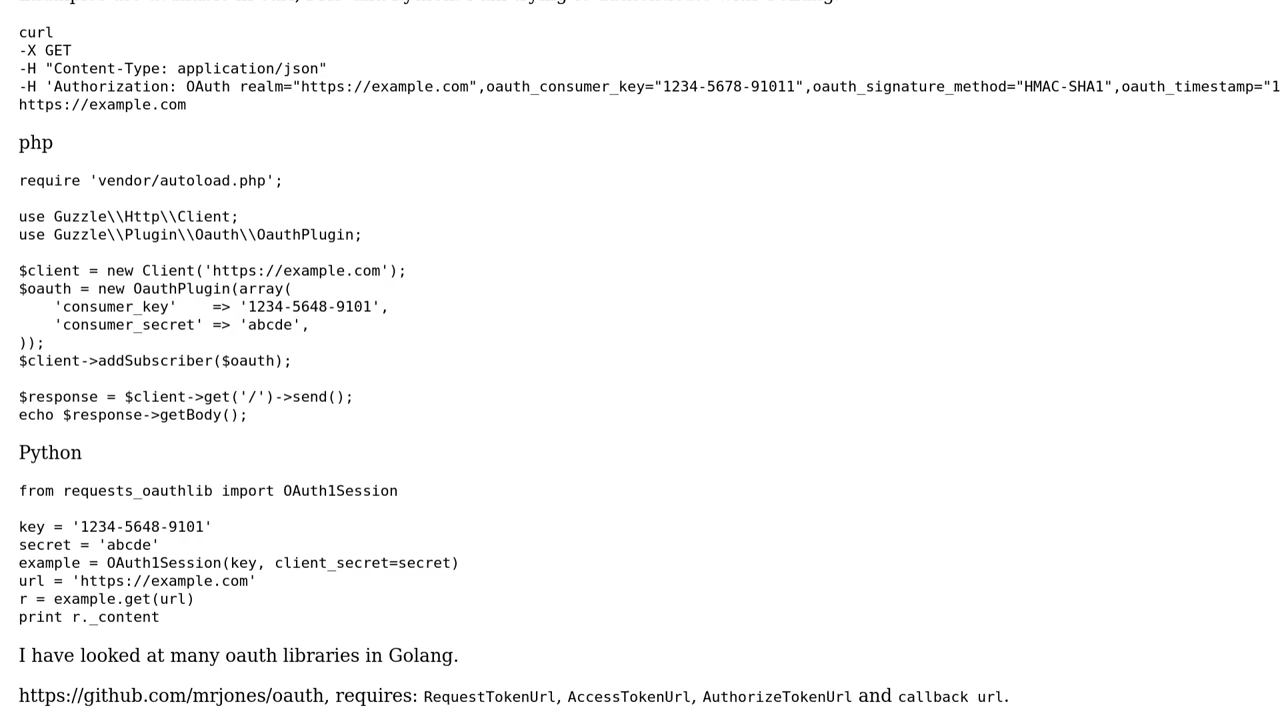 curl
-X GET
-H "Content-Type: application/json"
-H 'Authorization: OAuth realm="https://example.com",oauth_consumer_key="1234-5678-91011",oauth_signature_method="HMAC-SHA1",oauth_timestamp="1
https://example.com
php
require 'vendor/autoload.php';
use Guzzle\\Http\\Client;
use Guzzle\\Plugin\\Oauth\\OauthPlugin;
$client = new Client('https://example.com');
$oauth = new OauthPlugin(array(
    'consumer_key'    => '1234-5648-9101',
    'consumer_secret' => 'abcde',
));
$client->addSubscriber($oauth);
$response = $client->get('/')->send();
echo $response->getBody();
Python
from requests_oauthlib import OAuth1Session
key = '1234-5648-9101'
secret = 'abcde'
example = OAuth1Session(key, client_secret=secret)
url = 'https://example.com'
r = example.get(url)
print r._content
I have looked at many oauth libraries in Golang.
https://github.com/mrjones/oauth, requires: RequestTokenUrl, AccessTokenUrl, AuthorizeTokenUrl and callback url.